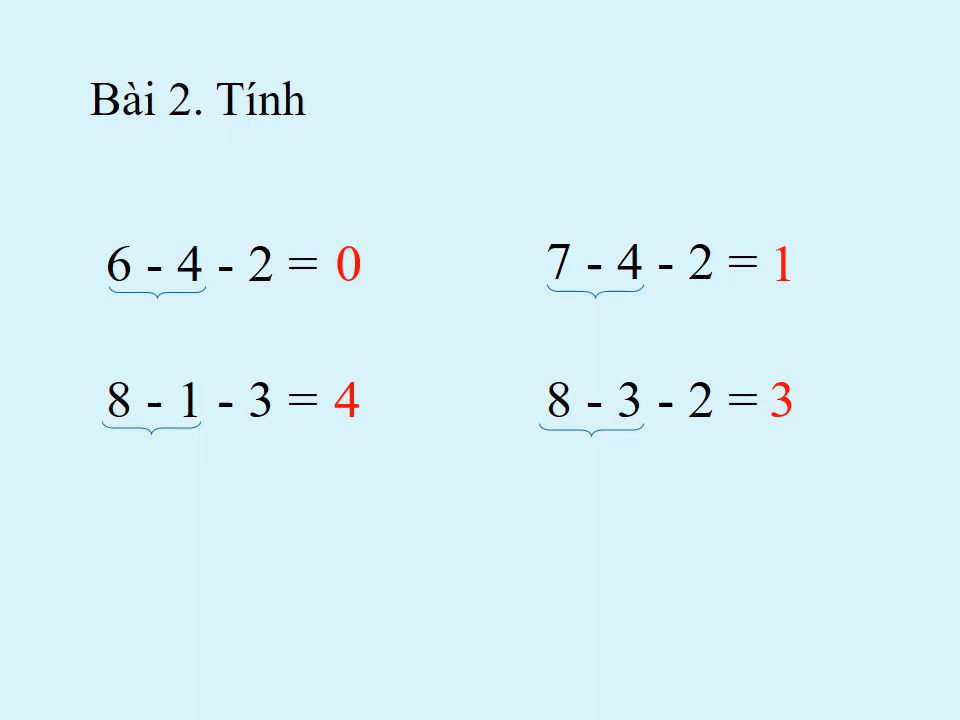 Bài 2. Tính
6 - 4 - 2 = 0
7 - 4 - 2 = 1
8 - 1 - 3 = 4
8 - 3 - 2 = 3